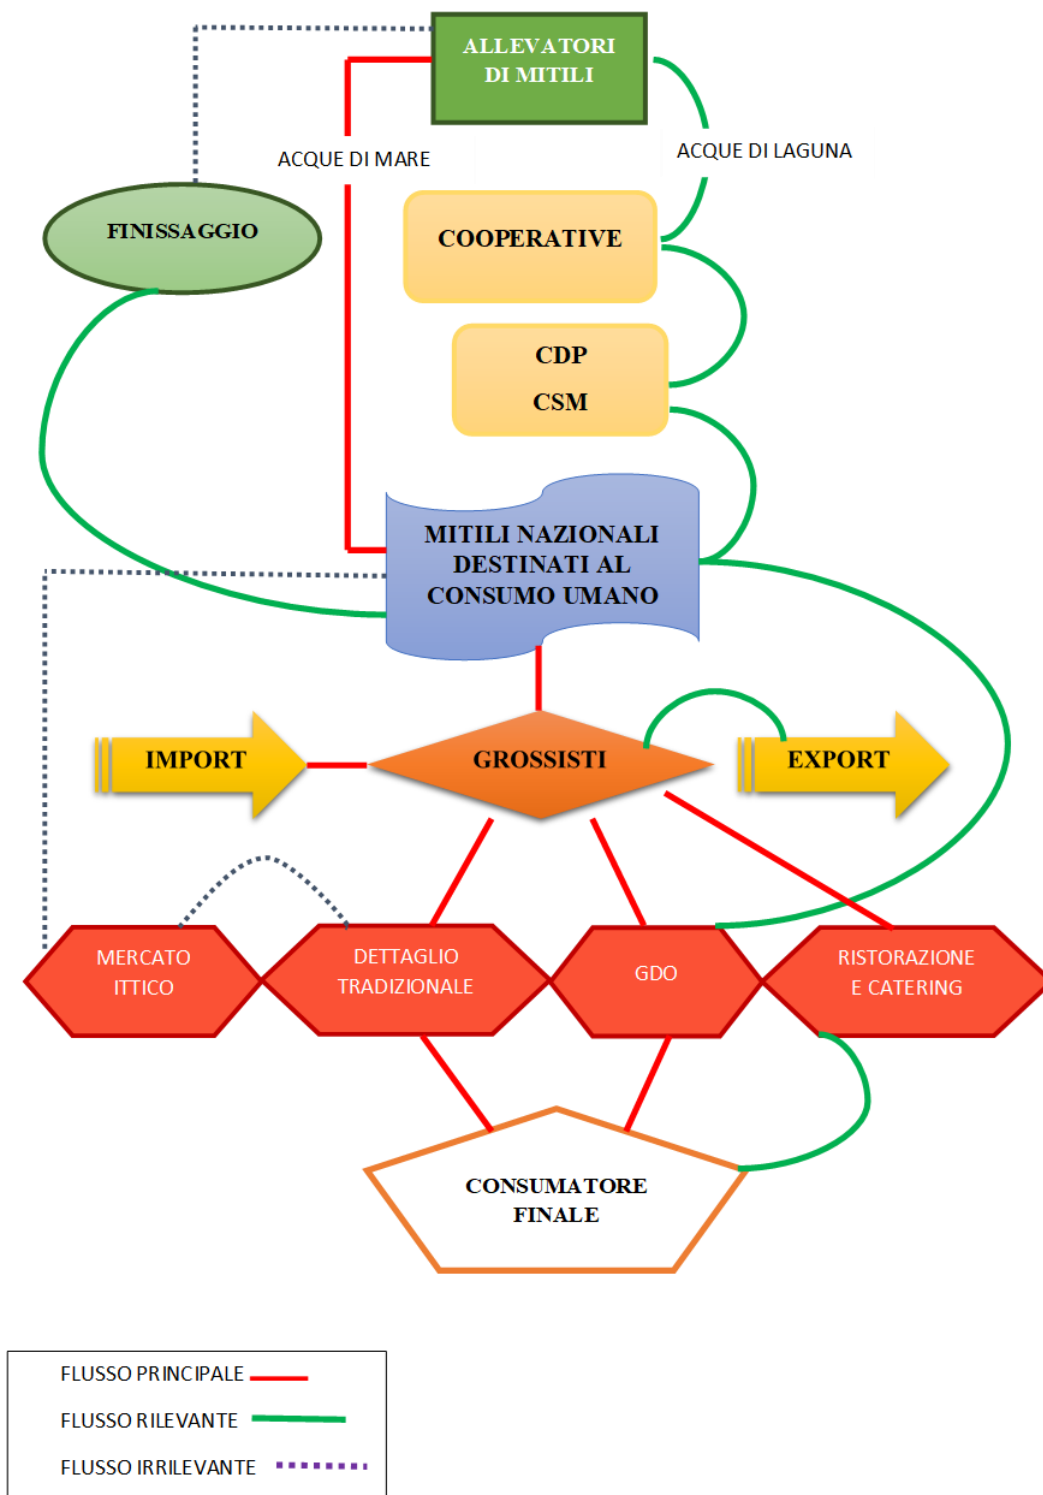 ALLEVATORI
DI MITILI
ACQUE DI MARE
ACQUE DI LAGUNA
FINISSAGGIO
COOPERATIVE
CDP
CSM
MITILI NAZIONALI
DESTINATI AL
CONSUMO UMANO
IMPORT
GROSSISTI
EXPORT
MERCATO
ITTICO
DETTAGLIO
TRADIZIONALE
GDO
RISTORAZIONE
E CATERING
CONSUMATORE
FINALE
FLUSSO PRINCIPALE
FLUSSO RILEVANTE
FLUSSO IRRILEVANTE